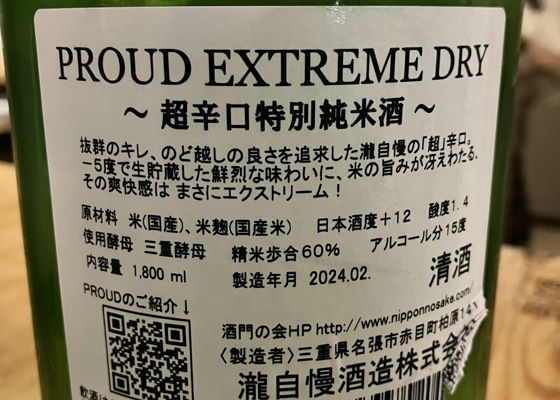 PROUD EXTREME DRY
～ 超辛口特別純米酒 ～
抜群のキレ、のど越しの良さを追求した瀧自慢の「超」辛口。
−5度で生貯蔵した鮮烈な味わいに、米の旨みが冴えわたる、
その爽快感は まさにエクストリーム！
原材料 米(国産)、米麹(国産米) 日本酒度＋12 酸度1.4
使用酵母 三重酵母 精米歩合60% アルコール分15度
内容量 1,800 ml 製造年月 2024.02. 清酒
PROUDのご紹介↓
酒門の会HP http://www.nipponnosake.com/
〈製造者〉三重県名張市赤目町柏原14
瀧自慢酒造株式会
飲酒は